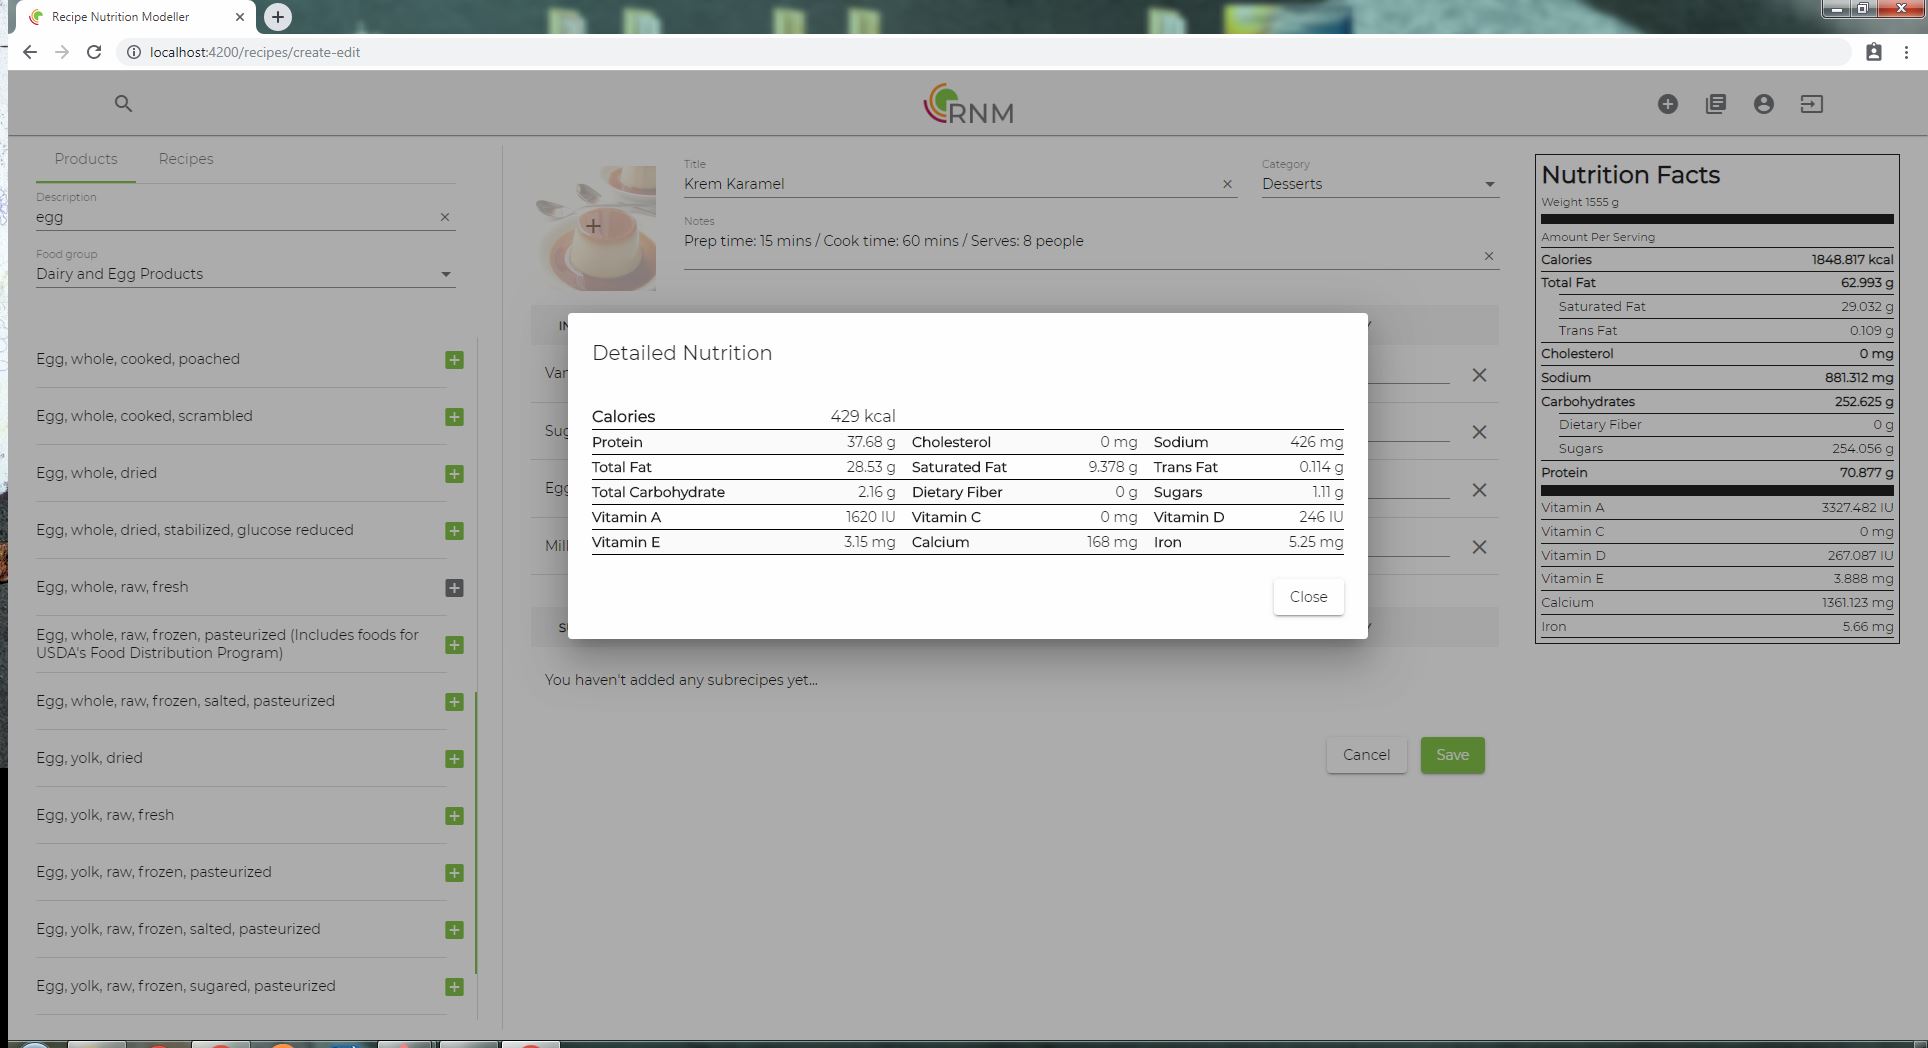 Recipe Nutrition Modeller
localhost:4200/recipes/create-edit
RNM
Products Recipes
Description
egg
Food group
Dairy and Egg Products
Egg, whole, cooked, poached
Egg, whole, cooked, scrambled
Egg, whole, dried
Egg, whole, dried, stabilized, glucose reduced
Egg, whole, raw, fresh
Egg, whole, raw, frozen, pasteurized (Includes foods for
USDA's Food Distribution Program)
Egg, whole, raw, frozen, salted, pasteurized
Egg, yolk, dried
Egg, yolk, raw, fresh
Egg, yolk, raw, frozen, pasteurized
Egg, yolk, raw, frozen, salted, pasteurized
Egg, yolk, raw, frozen, sugared, pasteurized
Title
Krem Karamel
Category
Desserts
Notes
Prep time: 15 mins / Cook time: 60 mins / Serves: 8 people
Detailed Nutrition
Calories 429 kcal
Protein 37.68 g Cholesterol 0 mg Sodium 426 mg
Total Fat 28.53 g Saturated Fat 9.378 g Trans Fat 0.114 g
Total Carbohydrate 2.16 g Dietary Fiber 0 g Sugars 1.11 g
Vitamin A 1620 IU Vitamin C 0 mg Vitamin D 246 IU
Vitamin E 3.15 mg Calcium 168 mg Iron 5.25 mg
Close
You haven't added any subrecipes yet...
Cancel Save
Nutrition Facts
Weight 1555 g
Amount Per Serving
Calories 1848.817 kcal
Total Fat 62.993 g
Saturated Fat 29.032 g
Trans Fat 0.109 g
Cholesterol 0 mg
Sodium 881.312 mg
Carbohydrates 252.625 g
Dietary Fiber 0 g
Sugars 254.056 g
Protein 70.877 g
Vitamin A 3327.482 IU
Vitamin C 0 mg
Vitamin D 267.087 IU
Vitamin E 3.888 mg
Calcium 1361.123 mg
Iron 5.66 mg